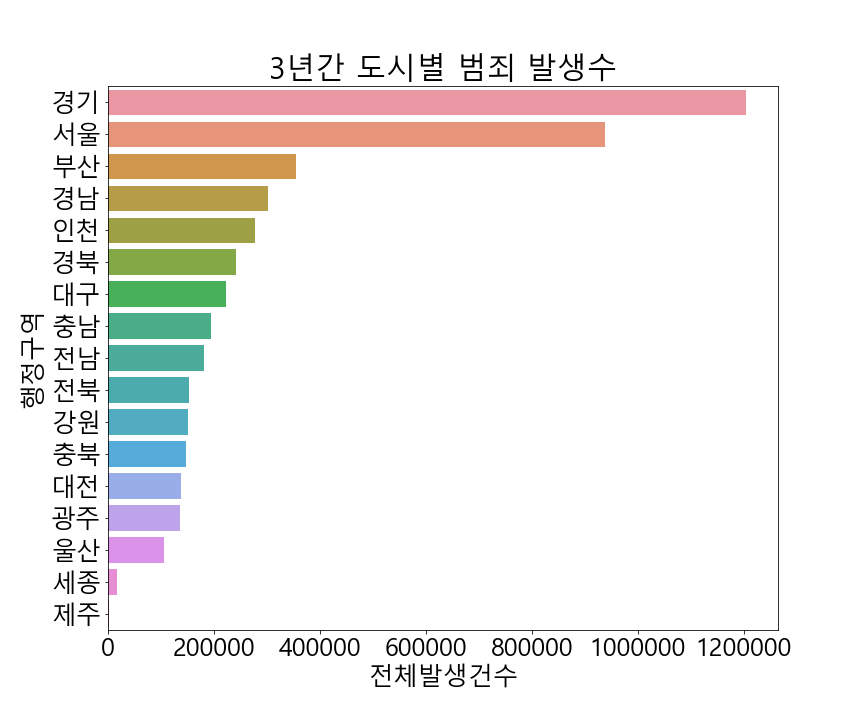 3년간 도시별 범죄 발생수
행정구역
경기
서울
부산
경남
인천
경북
대구
충남
전남
전북
강원
충북
대전
광주
울산
세종
제주
0 200000 400000 600000 800000 1000000 1200000
전체발생건수